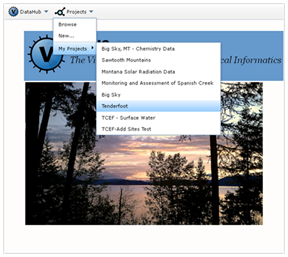 DataHub Projects
Browse
New...
My Projects
Big Sky, MT - Chemistry Data
Sawtooth Mountains
Montana Solar Radiation Data
Monitoring and Assessment of Spanish Creek
Big Sky
Tenderfoot
TCEF - Surface Water
TCEF-Add Sites Test
V
The Vi
cal Informatics